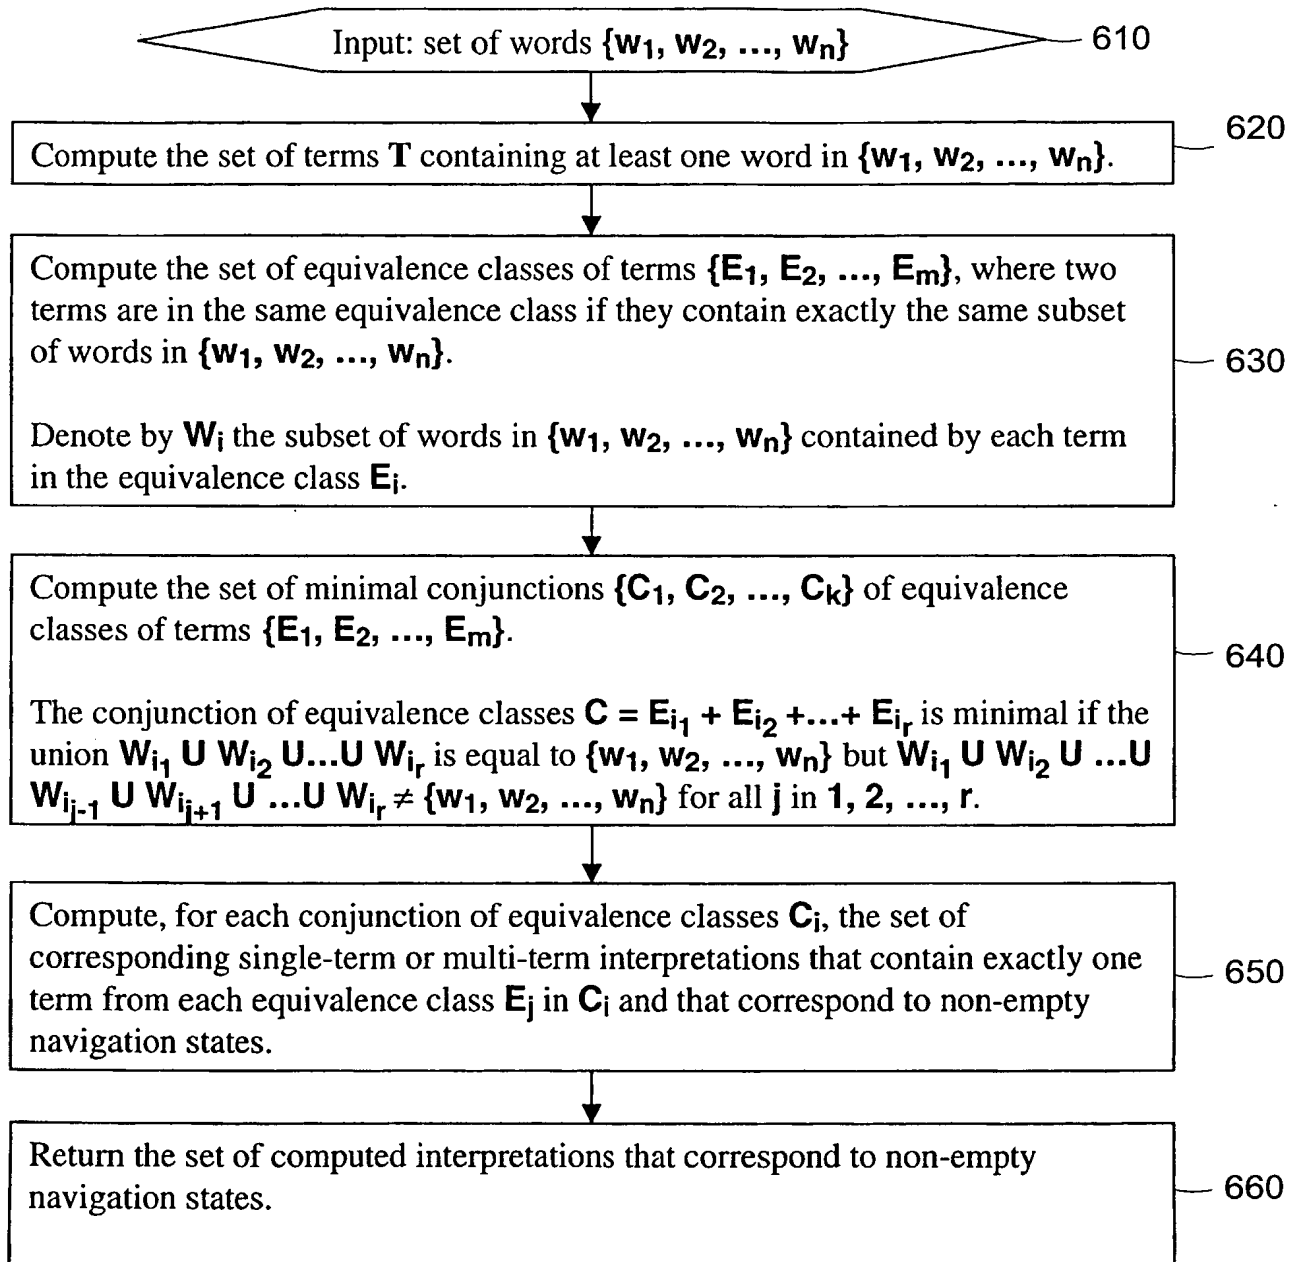 Input: set of words {w1, w2, ..., wn}
610
620
Compute the set of terms T containing at least one word in {w1, w2, ..., wn}.
Compute the set of equivalence classes of terms {E1, E2, ..., Em}, where two
terms are in the same equivalence class if they contain exactly the same subset
of words in {w1, w2, ..., wn}.
630
Denote by Wi the subset of words in {w1, w2, ..., wn} contained by each term
in the equivalence class Ei.
Compute the set of minimal conjunctions {C1, C2, ..., Ck} of equivalence
classes of terms {E1, E2, ..., Em}.
640
The conjunction of equivalence classes C = Ei1 + Ei2 +...+ Eir is minimal if the
union Wi1 U Wi2 U...U Wir is equal to {w1, w2, ..., wn} but Wi1 U Wi2 U ...U
Wij-1 U Wij+1 U ...U Wir ≠ {w1, w2, ..., wn} for all j in 1, 2, ..., r.
Compute, for each conjunction of equivalence classes Ci, the set of
corresponding single-term or multi-term interpretations that contain exactly one
650
term from each equivalence class Ej in Ci and that correspond to non-empty
navigation states.
Return the set of computed interpretations that correspond to non-empty
navigation states.
660